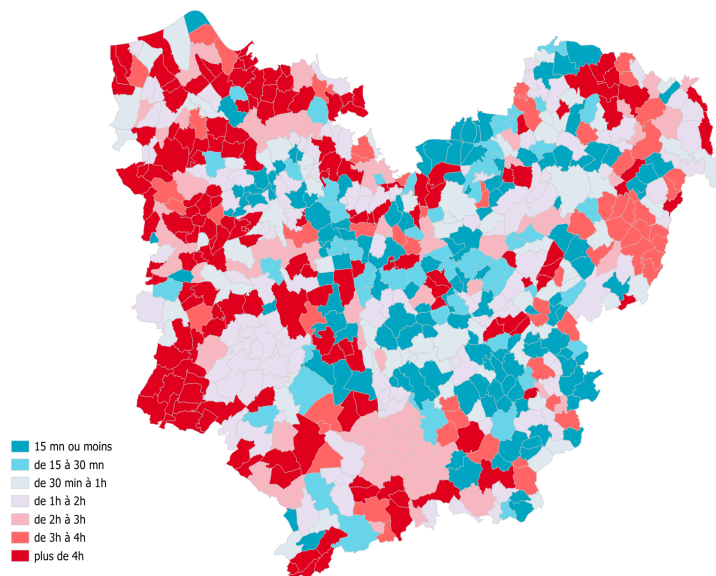 15 mn ou moins
de 15 à 30 mn
de 30 min à 1h
de 1h à 2h
de 2h à 3h
de 3h à 4h
plus de 4h